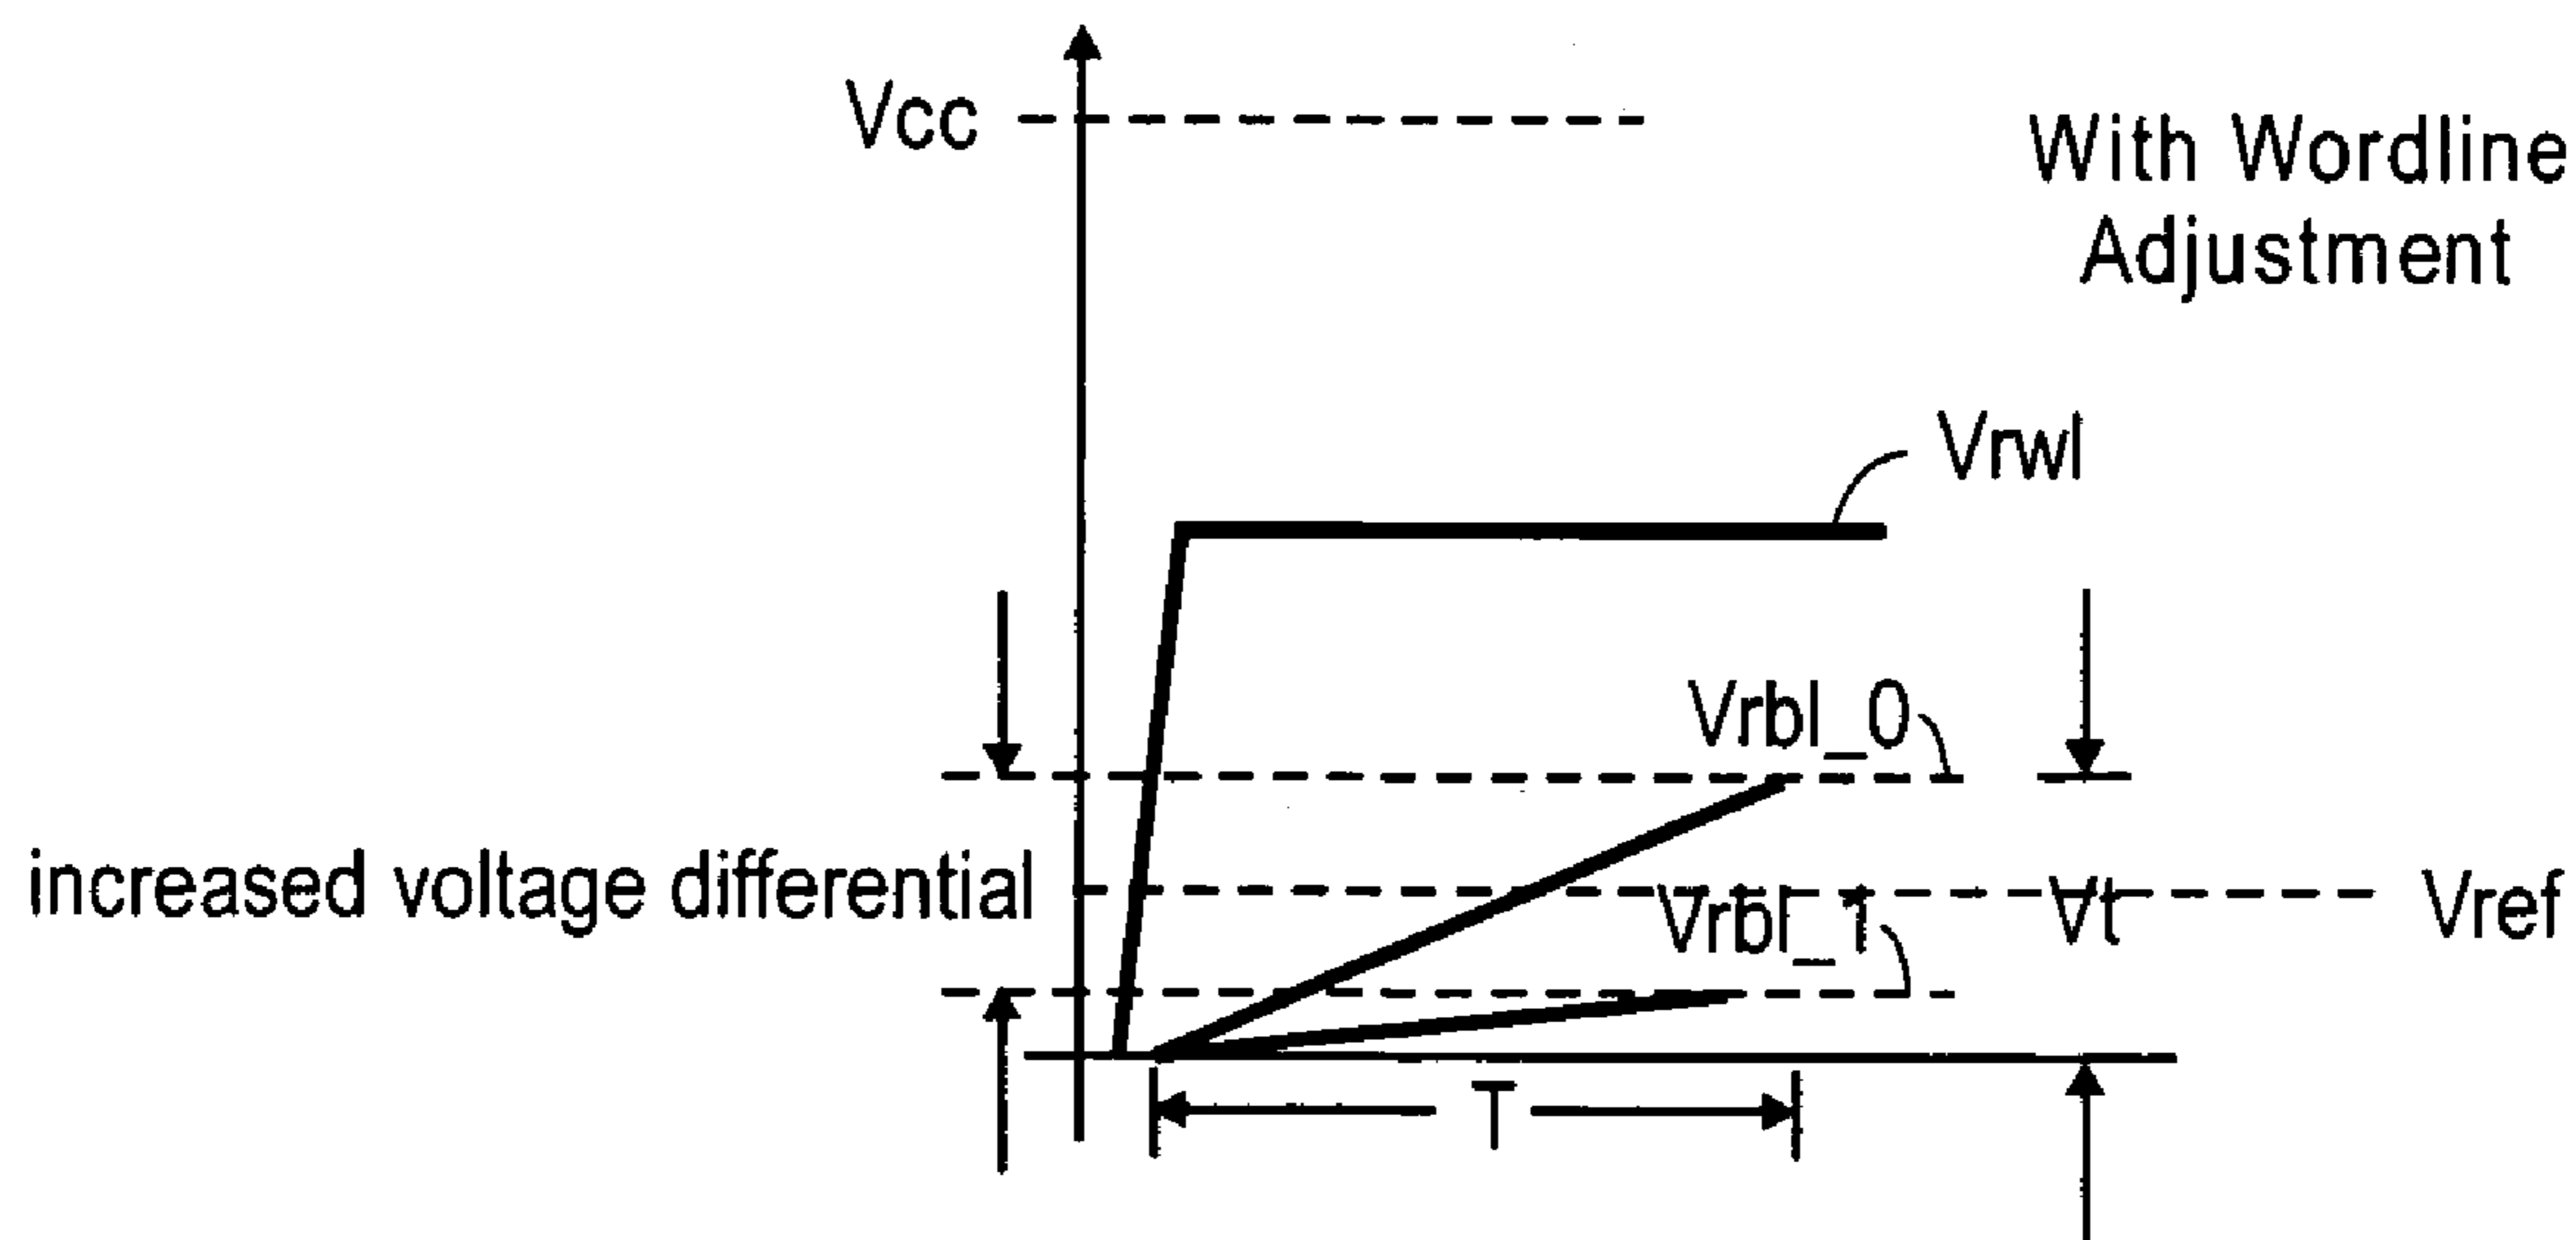 Vcc
With Wordline
Adjustment
Vrwl
Vrbl_0
increased voltage differential
Vrbl_1
Vt
Vref
T